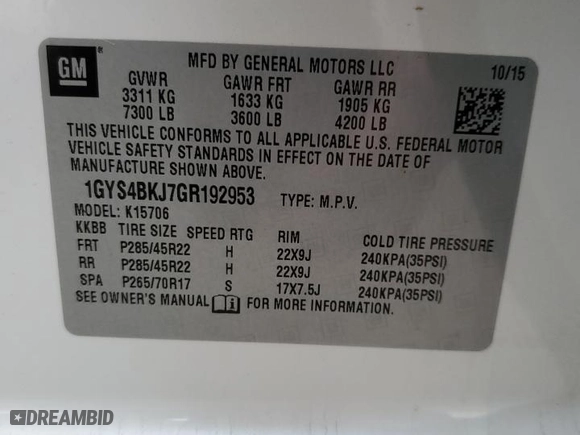 GM
MFD BY GENERAL MOTORS LLC 10/15
GVWR GAWR FRT GAWR RR
3311 KG 1633 KG 1905 KG
7300 LB 3600 LB 4200 LB
THIS VEHICLE CONFORMS TO ALL APPLICABLE U.S. FEDERAL MOTOR
VEHICLE SAFETY STANDARDS IN EFFECT ON THE DATE OF
MANUFACTURE SHOWN ABOVE.
1GYS4BKJ7GR192953 TYPE: M.P.V.
MODEL: K15706
KKBB TIRE SIZE SPEED RTG RIM COLD TIRE PRESSURE
FRT P285/45R22 H 22X9J 240KPA(35PSI)
RR P285/45R22 H 22X9J 240KPA(35PSI)
SPA P265/70R17 S 17X7.5J 240KPA(35PSI)
SEE OWNER'S MANUAL FOR MORE INFORMATION.
DREAMBID